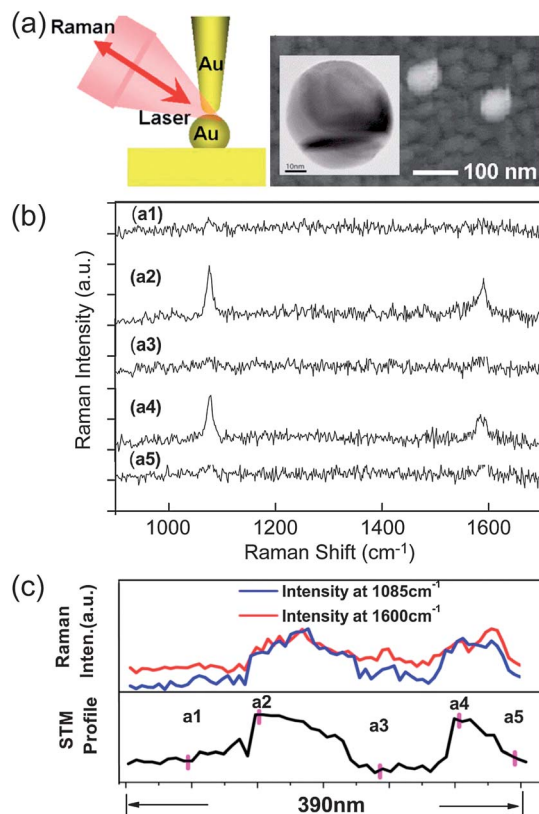 (a)
Raman
Au
Laser
Au
10nm
100 nm
(b)
Raman Intensity (a.u.)
(a1)
(a2)
(a3)
(a4)
(a5)
1000 1200 1400 1600
Raman Shift (cm⁻¹)
(c)
Raman
Inten.(a.u.)
Intensity at 1085cm⁻¹
Intensity at 1600cm⁻¹
STM
Profile
a1 a2 a3 a4 a5
390nm